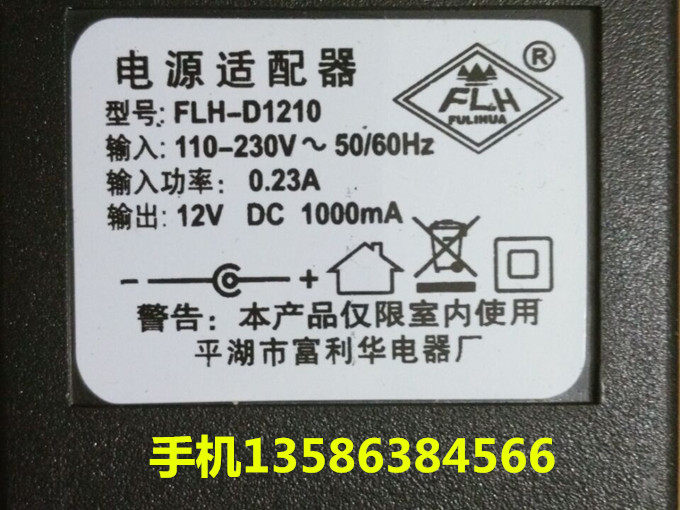 电源适配器
®
FLH
FULIHUA
型号: FLH-D1210
输入: 110-230V~ 50/60Hz
输入功率: 0.23A
输出: 12V DC 1000mA
- +
警告: 本产品仅限室内使用
平湖市富利华电器厂
手机13586384566